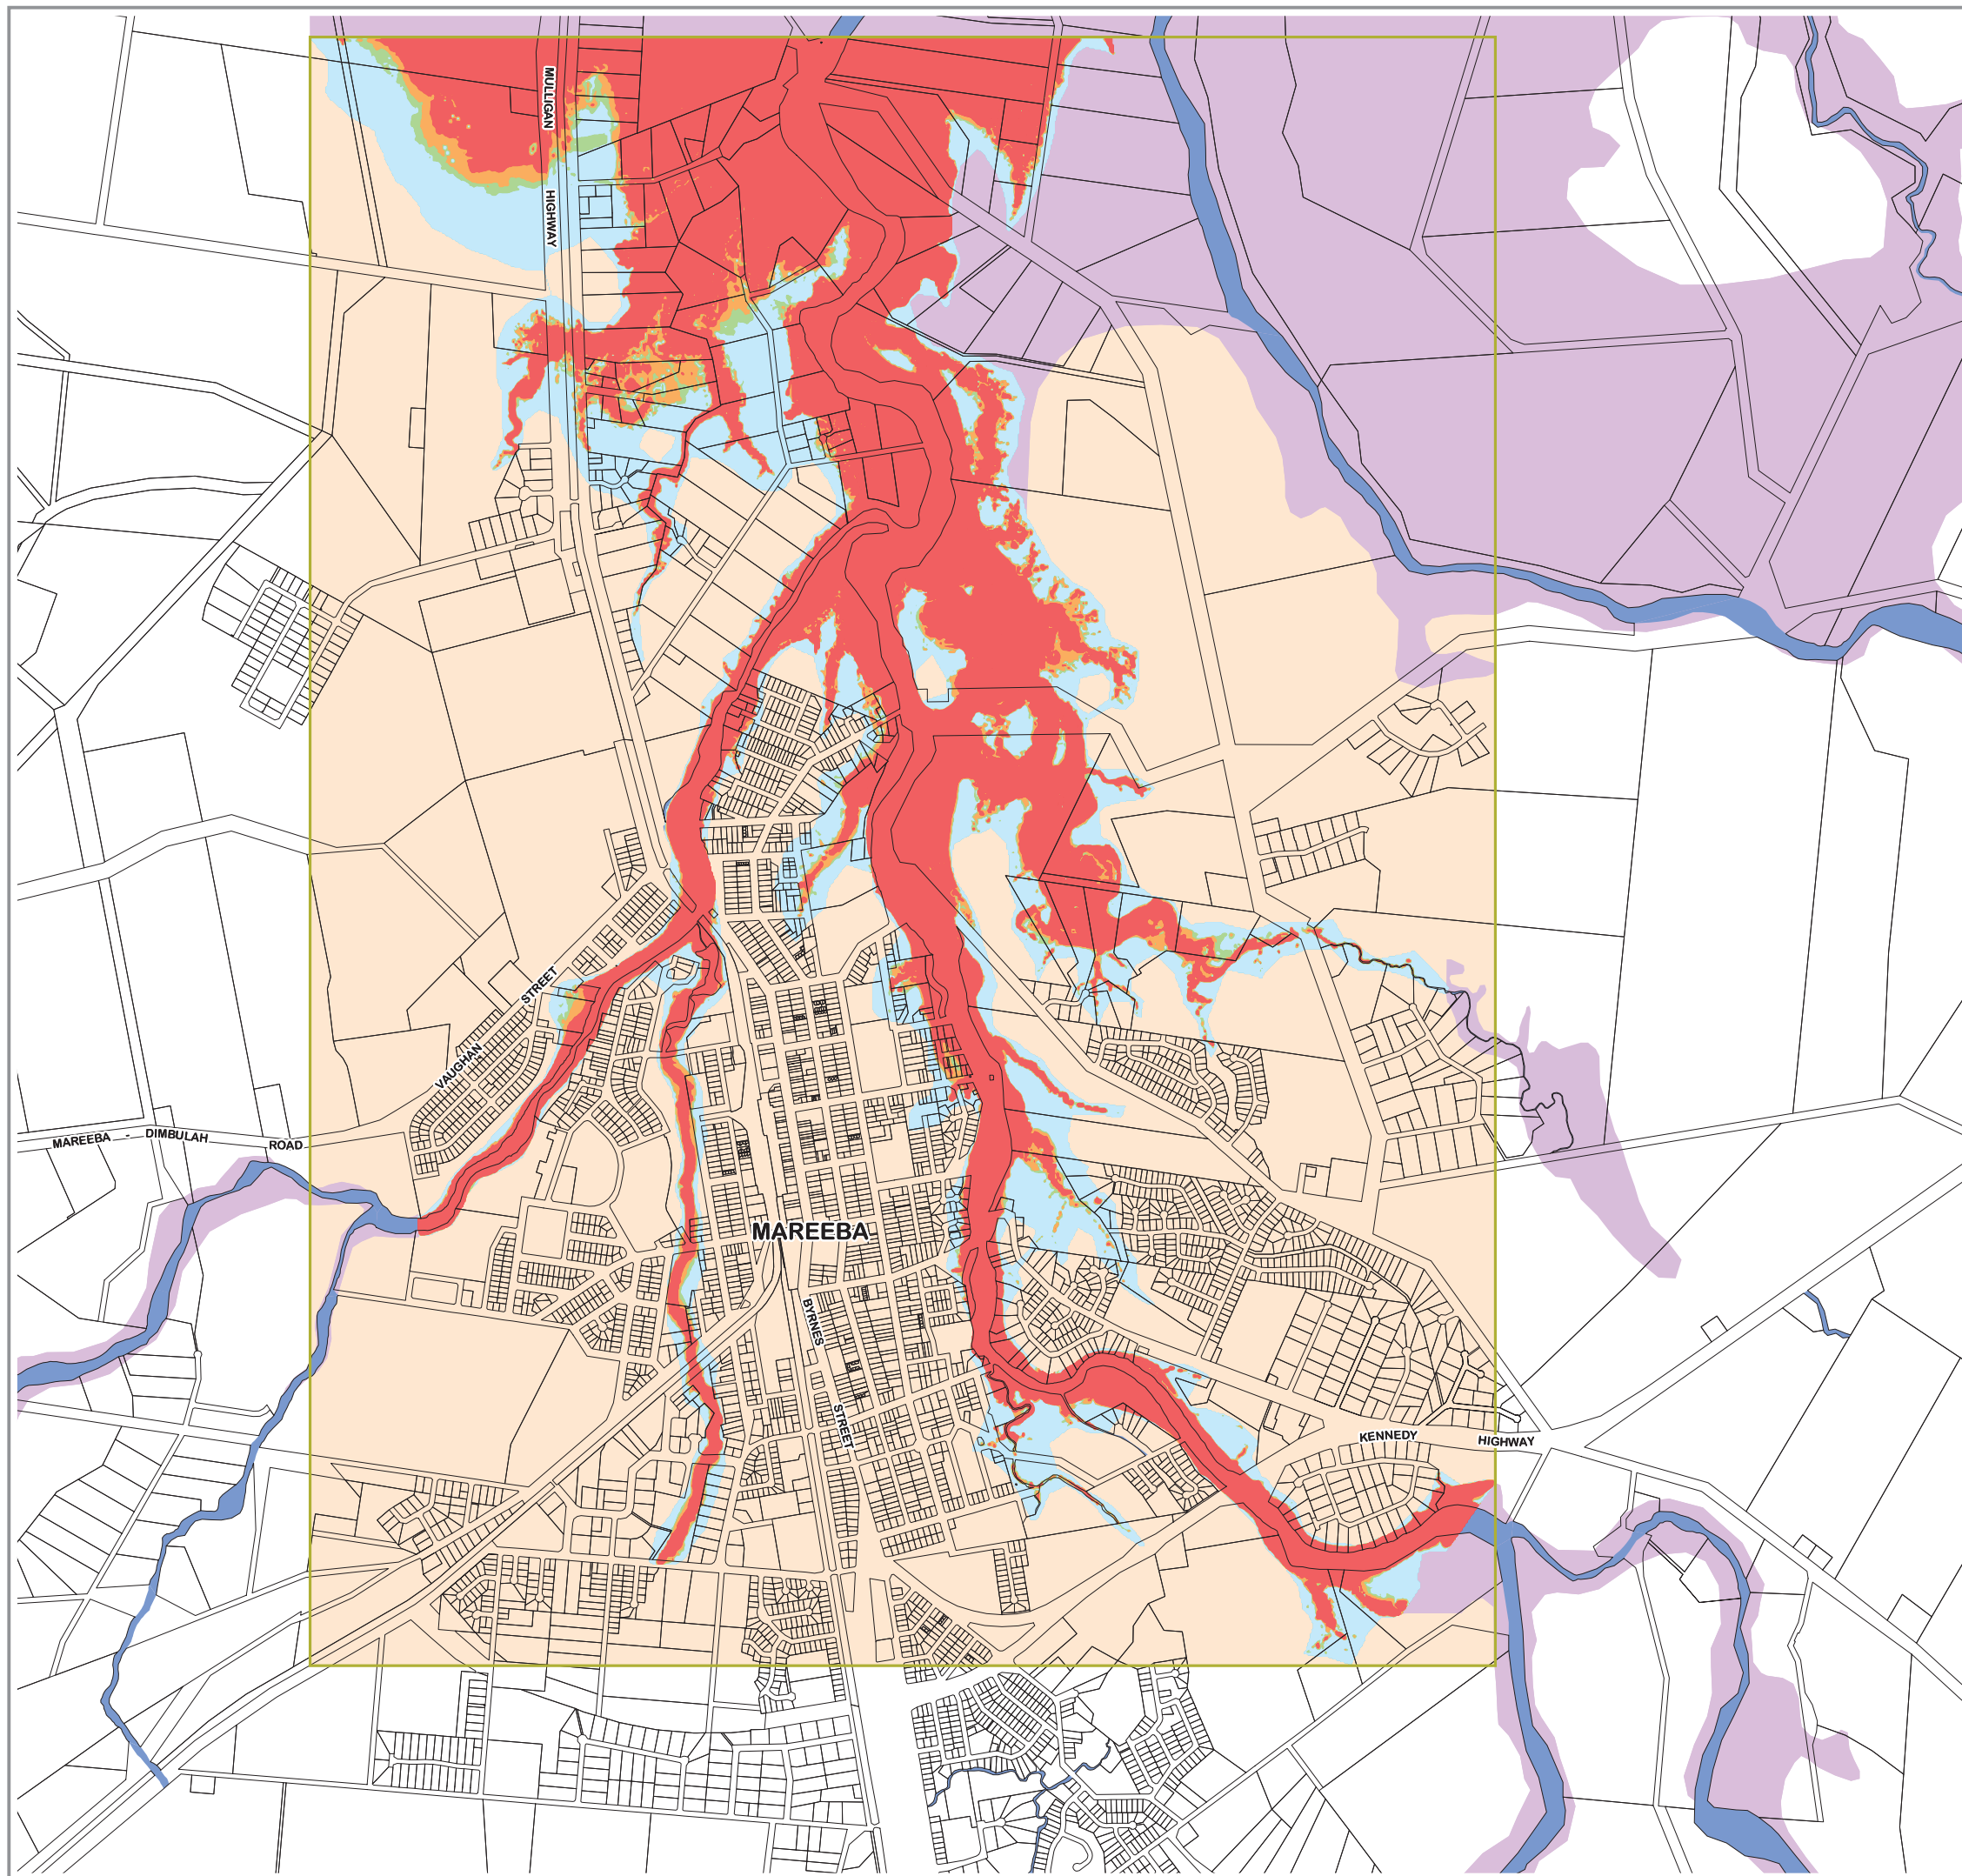 MULLIGAN
HIGHWAY
STREET
VAUGHAN
MAREEBA - DIMBULAH ROAD
MAREEBA
BYRNES
STREET
KENNEDY
HIGHWAY